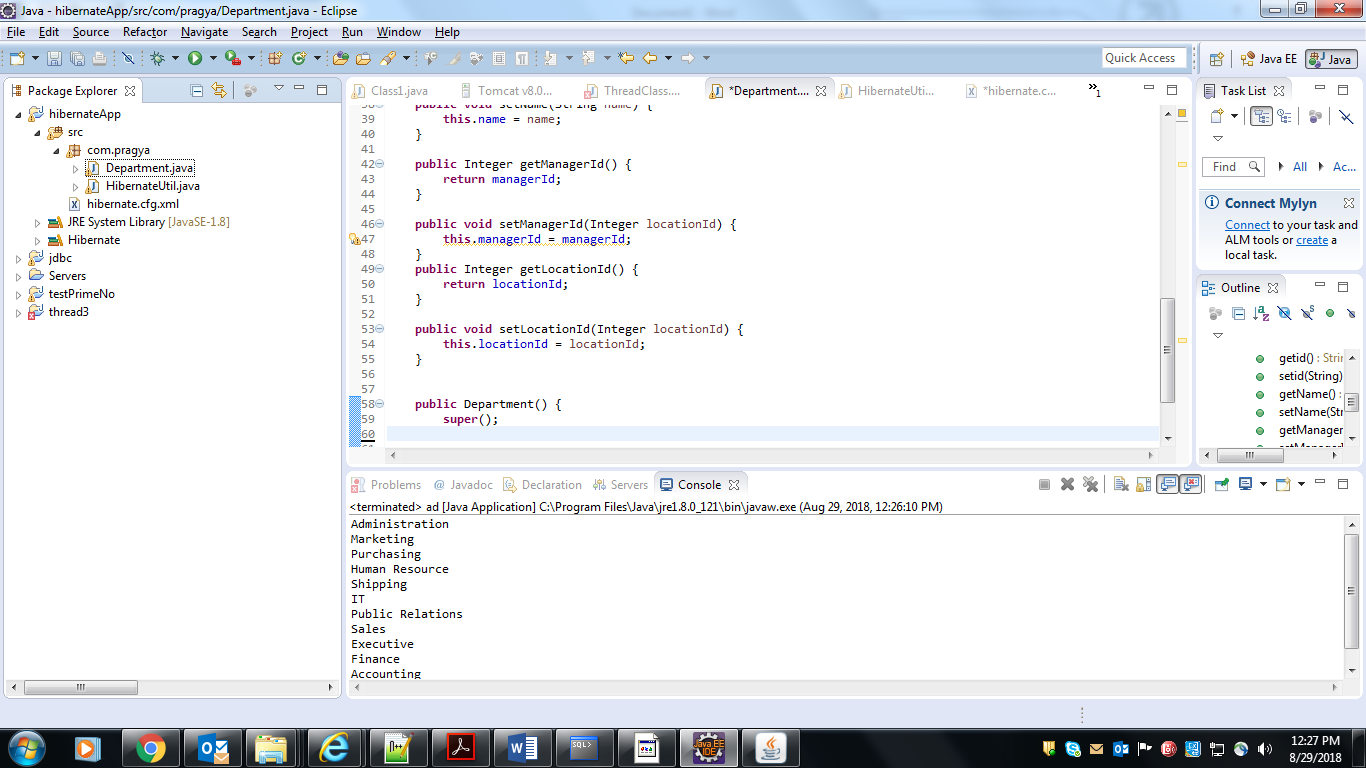 Java - hibernateApp/src/com/pragya/Department.java - Eclipse
File Edit Source Refactor Navigate Search Project Run Window Help
Quick Access
Java EE
Java
Package Explorer
hibernateApp
src
com.pragya
Department.java
HibernateUtil.java
hibernate.cfg.xml
JRE System Library [JavaSE-1.8]
Hibernate
jdbc
Servers
testPrimeNo
thread3
Class1.java
Tomcat v8.0...
ThreadClass....
*Department....
HibernateUti...
*hibernate.c...
»1
public void setName(String name) {
39 this.name = name;
40 }
41
42 public Integer getManagerId() {
43 return managerId;
44 }
45
46 public void setManagerId(Integer locationId) {
47 this.managerId = managerId;
48 }
49 public Integer getLocationId() {
50 return locationId;
51 }
52
53 public void setLocationId(Integer locationId) {
54 this.locationId = locationId;
55 }
56
57
58 public Department() {
59 super();
60
Task List
Find
All
Ac...
Connect Mylyn
Connect to your task and
ALM tools or create a
local task.
Outline
getid() : Strin
setid(String)
getName() :
setName(Str
getManager
Problems
@ Javadoc
Declaration
Servers
Console
<terminated> ad [Java Application] C:\Program Files\Java\jre1.8.0_121\bin\javaw.exe (Aug 29, 2018, 12:26:10 PM)
Administration
Marketing
Purchasing
Human Resource
Shipping
IT
Public Relations
Sales
Executive
Finance
Accounting
12:27 PM
8/29/2018